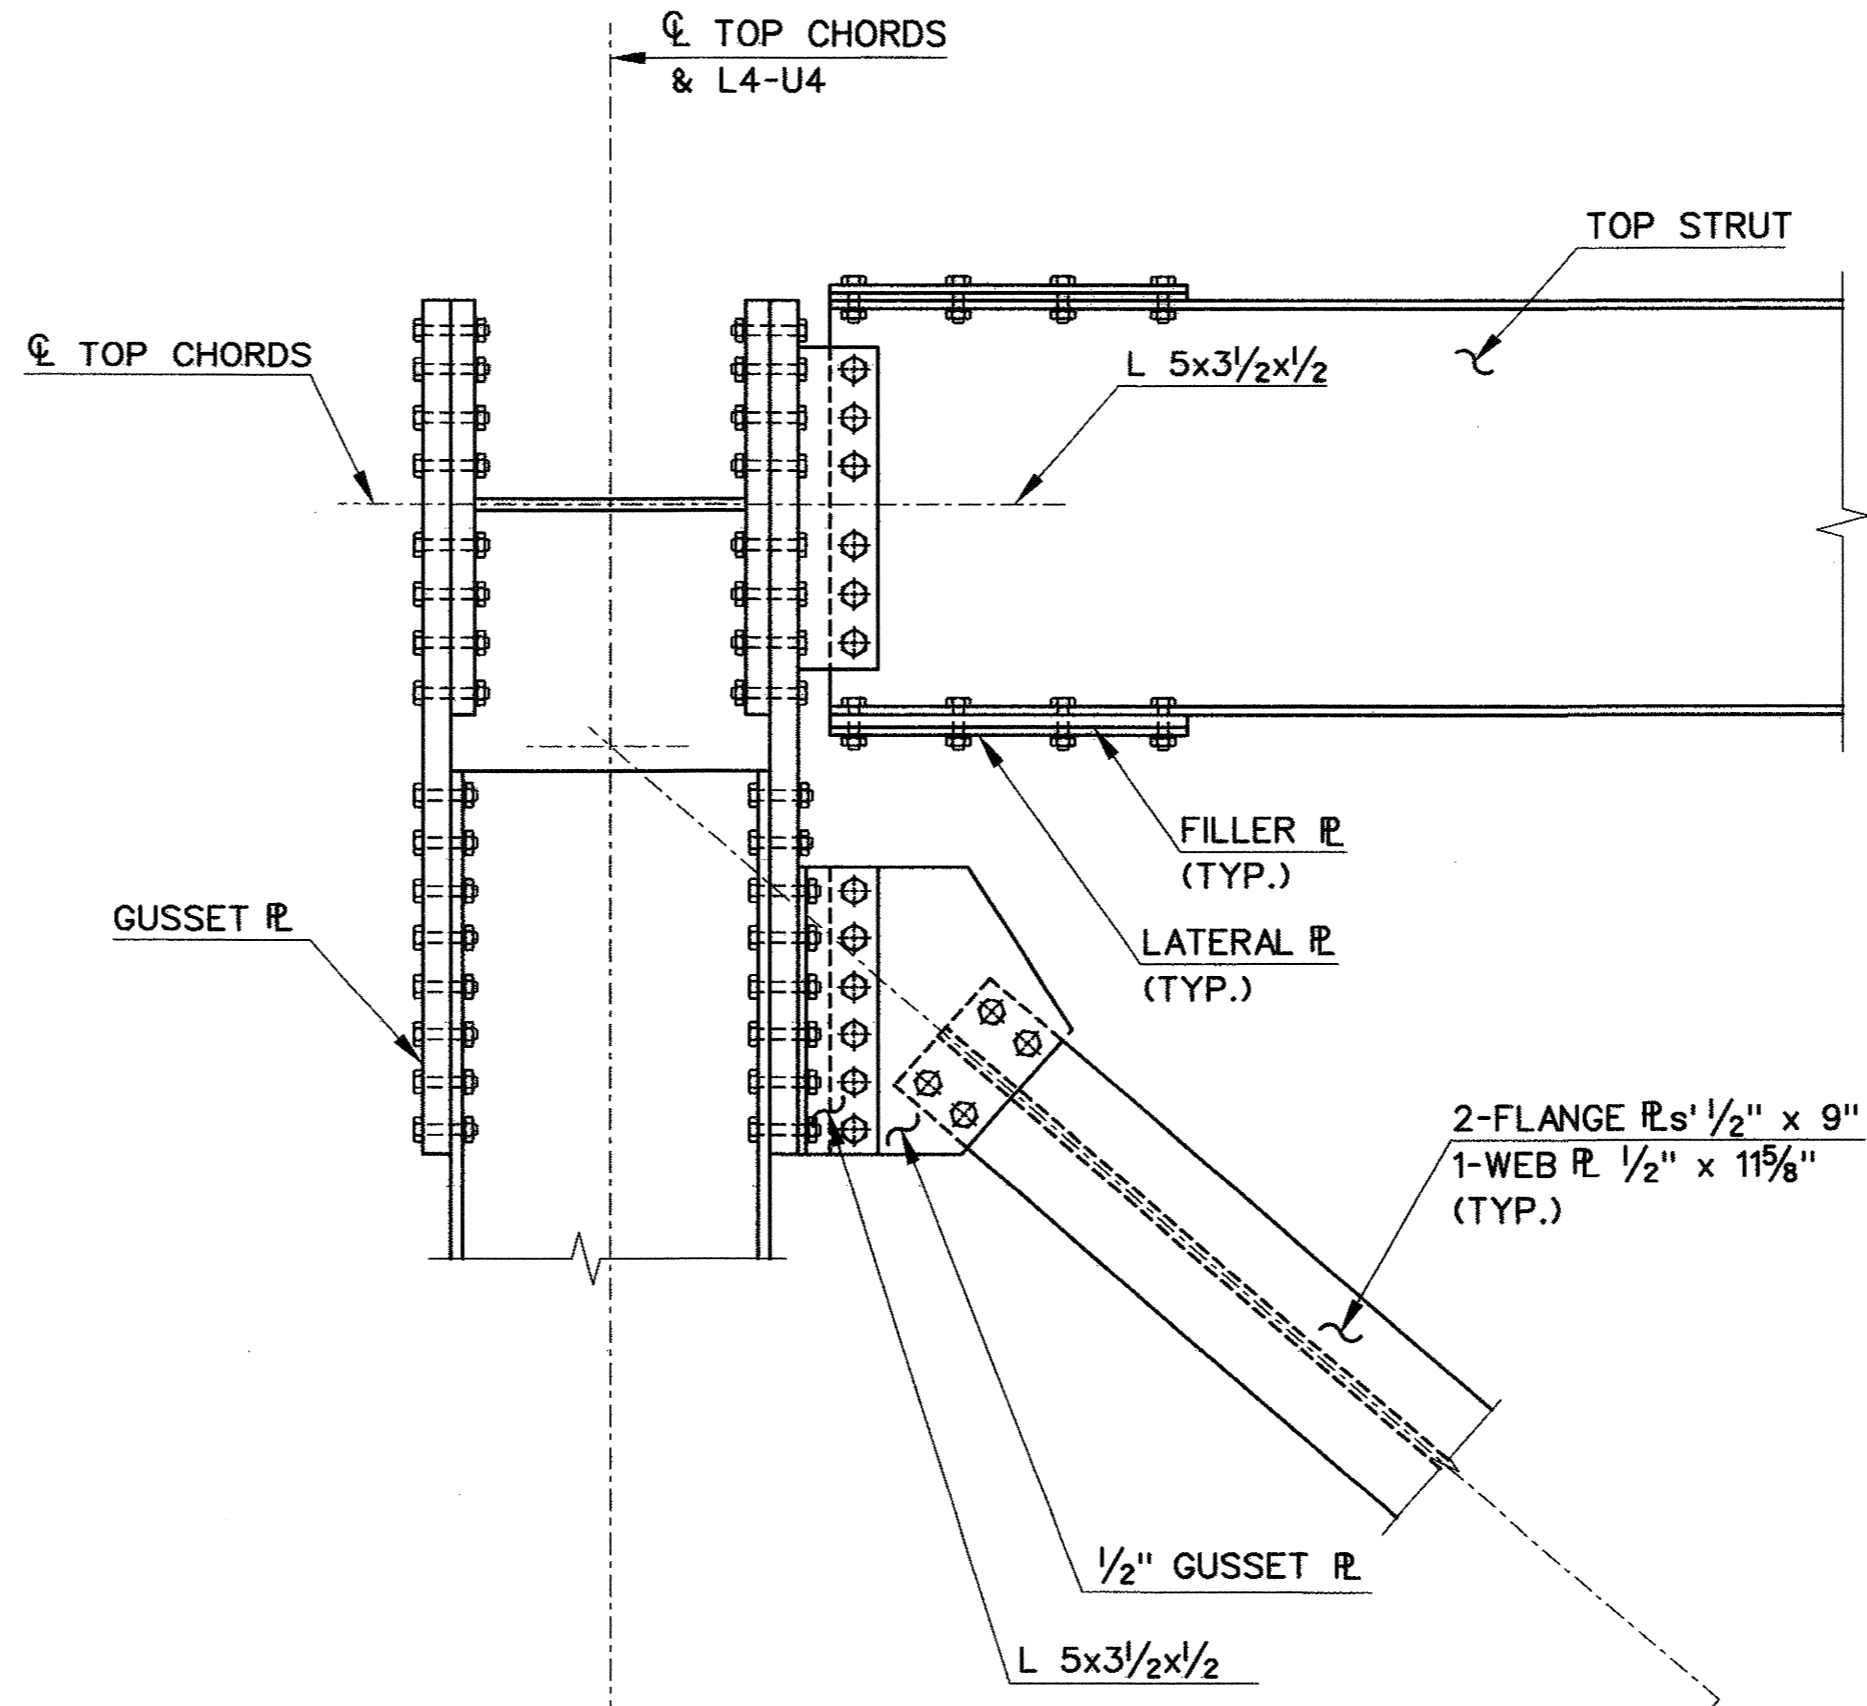 ℄ TOP CHORDS
& L4-U4
TOP STRUT
℄ TOP CHORDS
L 5x3½x½
FILLER ⅊
(TYP.)
GUSSET ⅊
LATERAL ⅊
(TYP.)
2-FLANGE ⅊s' ½" x 9"
1-WEB ⅊ ½" x 11⅝"
(TYP.)
½" GUSSET ⅊
L 5x3½x½